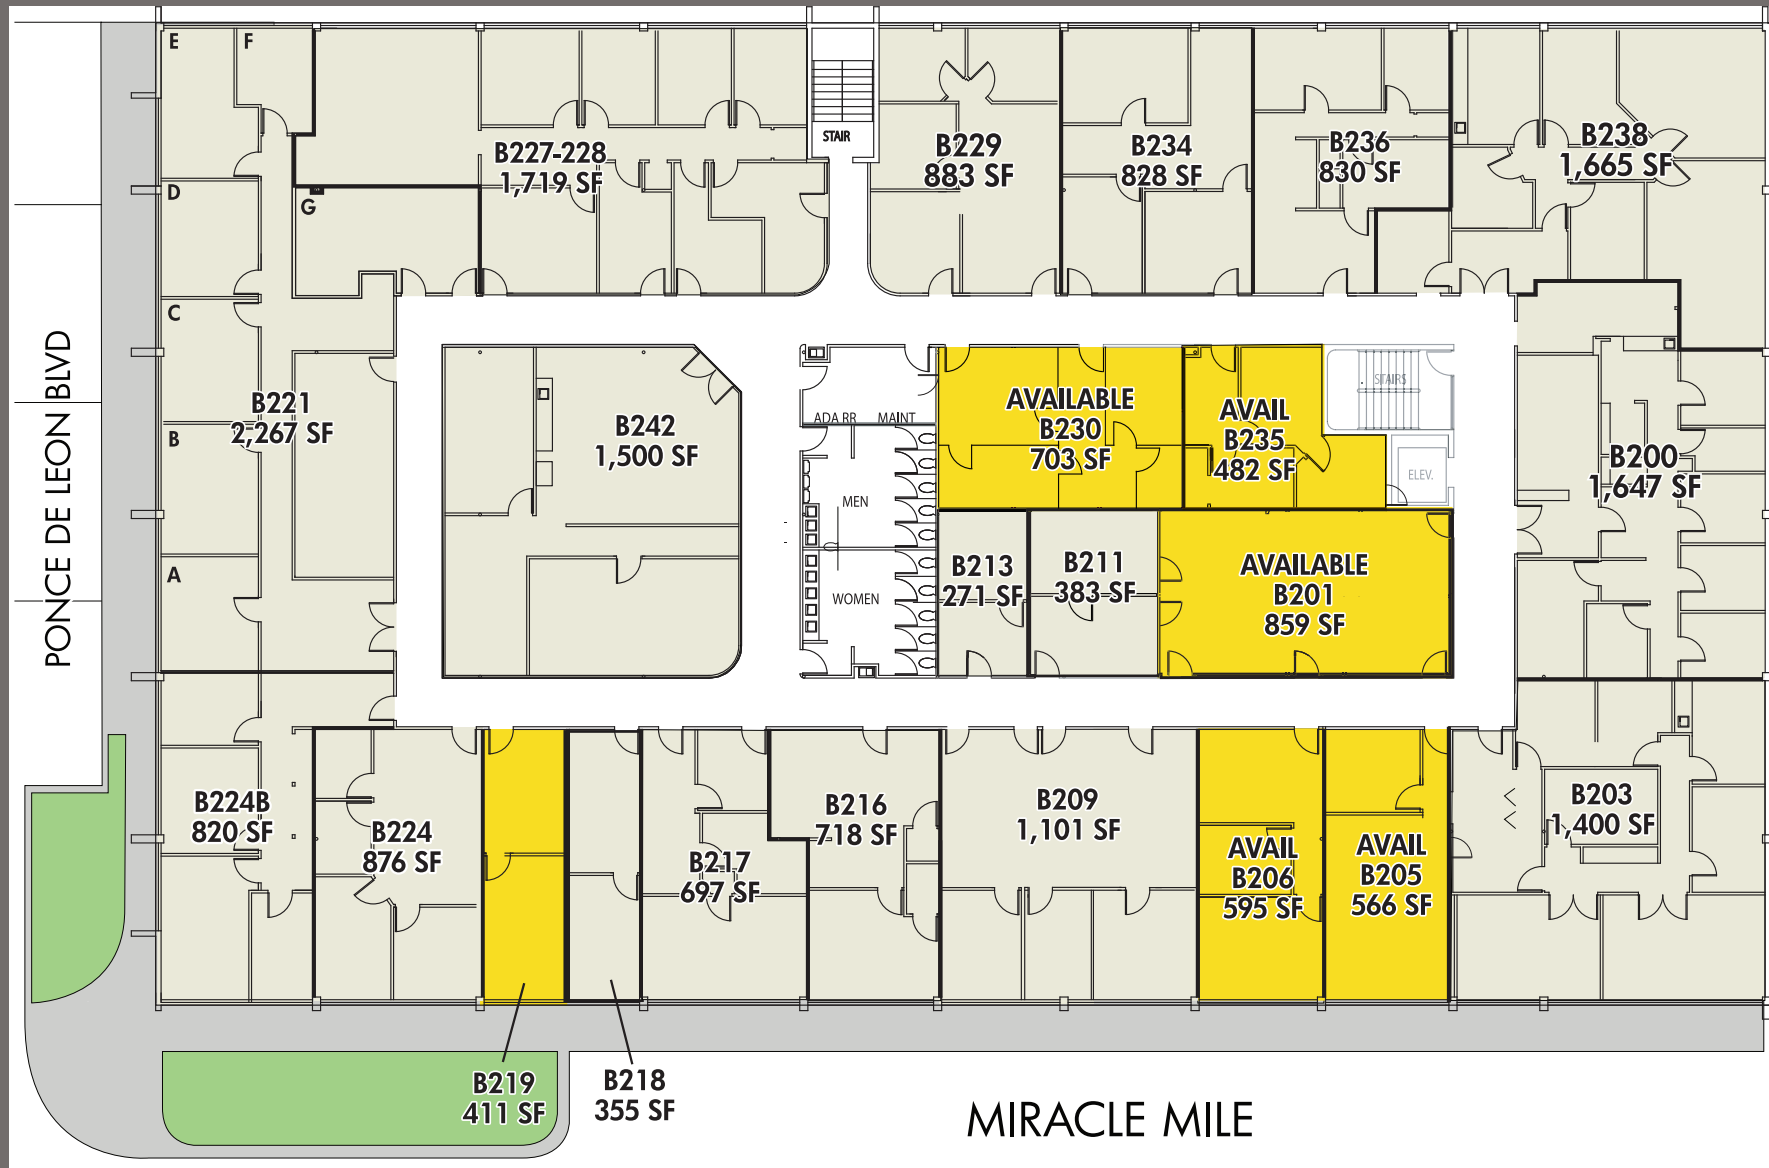 E
F
STAIR
B227-228
1,719 SF
B229
883 SF
B234
828 SF
B236
830 SF
B238
1,665 SF
D
G
C
PONCE DE LEON BLVD
B221
2,267 SF
B
A
B242
1,500 SF
ADA RR
MAINT
MEN
WOMEN
AVAILABLE
B230
703 SF
AVAIL
B235
482 SF
STAIRS
ELEV.
B200
1,647 SF
B213
271 SF
B211
383 SF
AVAILABLE
B201
859 SF
B224B
820 SF
B224
876 SF
B217
697 SF
B216
718 SF
B209
1,101 SF
AVAIL
B206
595 SF
AVAIL
B205
566 SF
B203
1,400 SF
B219
411 SF
B218
355 SF
MIRACLE MILE